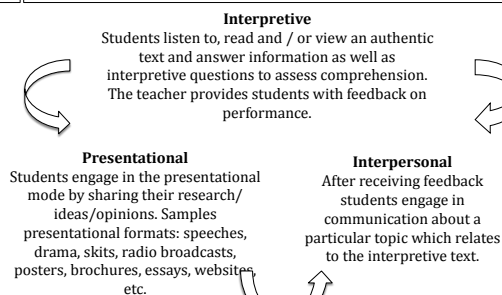 Interpretive
Students listen to, read and / or view an authentic
text and answer information as well as
interpretive questions to assess comprehension.
The teacher provides students with feedback on
performance.
Presentational
Students engage in the presentational
mode by sharing their research/
ideas/opinions. Samples
presentational formats: speeches,
drama, skits, radio broadcasts,
posters, brochures, essays, websites,
etc.
Interpersonal
After receiving feedback
students engage in
communication about a
particular topic which relates
to the interpretive text.